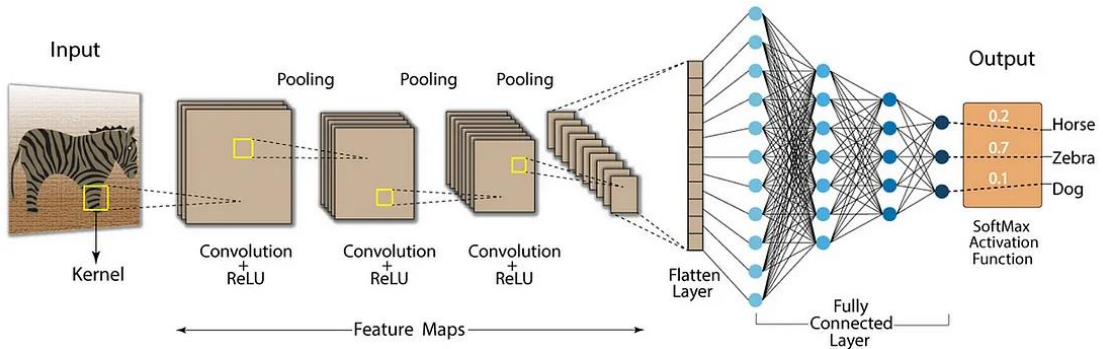 Input
Kernel
Pooling
Pooling
Pooling
Convolution
+
ReLU
Convolution
+
ReLU
Convolution
+
ReLU
Feature Maps
Flatten
Layer
Fully
Connected
Layer
Output
0.2
0.7
0.1
Horse
Zebra
Dog
SoftMax
Activation
Function